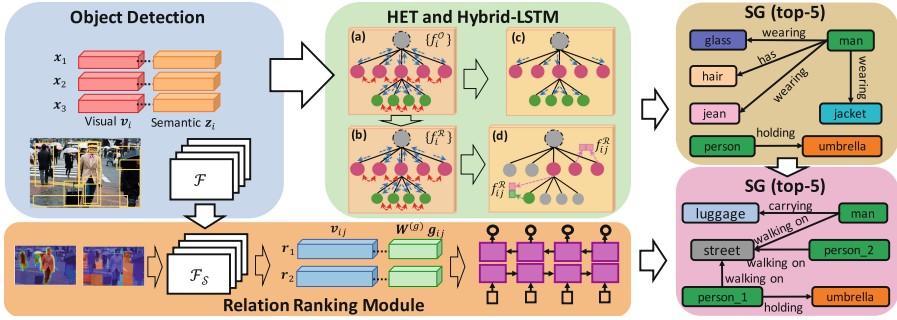 Object Detection
x₁
x₂
x₃
Visual vᵢ
Semantic zᵢ
𝓕
HET and Hybrid-LSTM
(a)
{fᵢᴼ}
(c)
(b)
{fᵢᴿ}
(d)
fᵢⱼᴿ
fᵢⱼᴿ
SG (top-5)
glass
wearing
man
hair
has
wearing
wearing
jean
jacket
person
holding
umbrella
SG (top-5)
luggage
carrying
man
walking on
street
person_2
walking on
walking on
person_1
holding
umbrella
𝓕_S
vᵢⱼ
W⁽ᵍ⁾ gᵢⱼ
r₁
r₂
Relation Ranking Module